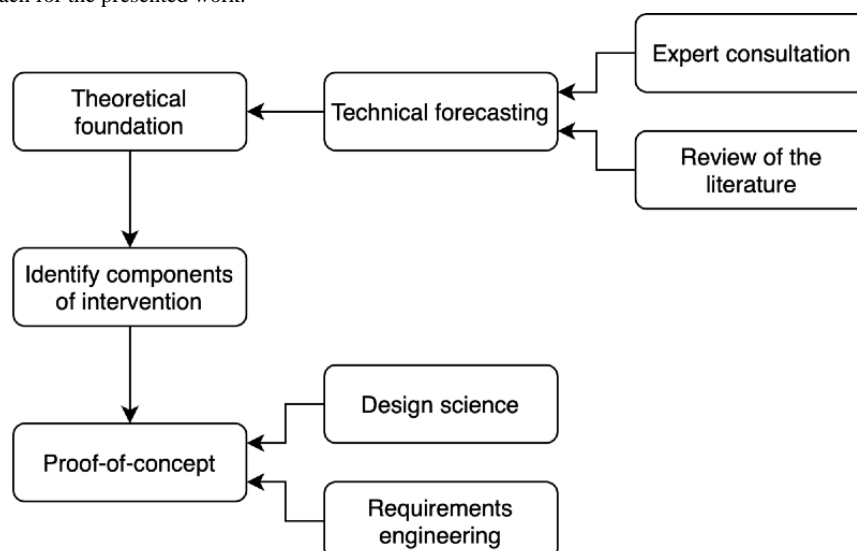 ach for the presented work.
Expert consultation
Theoretical
foundation
Technical forecasting
Review of the
literature
Identify components
of intervention
Design science
Proof-of-concept
Requirements
engineering